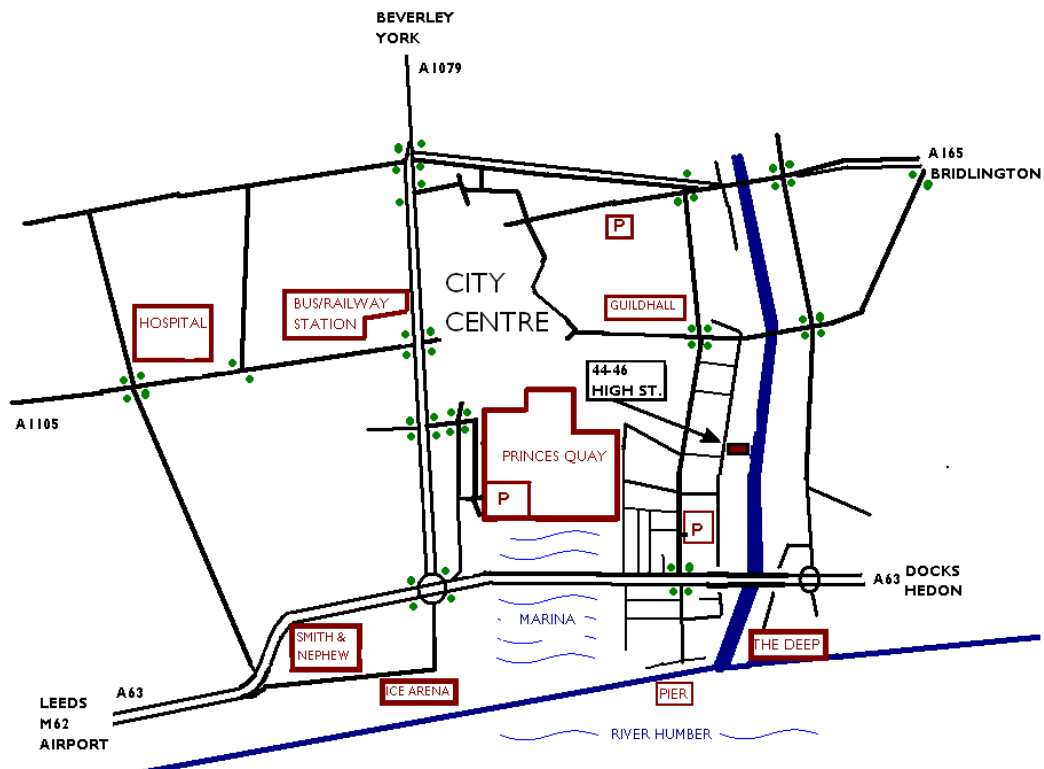 BEVERLEY
YORK
A1079
A165
BRIDLINGTON
P
CITY
CENTRE
BUS/RAILWAY
STATION
GUILDHALL
HOSPITAL
44-46
HIGH ST.
A1105
PRINCES QUAY
P
P
A63
DOCKS
HEDON
MARINA
SMITH &
NEPHEW
THE DEEP
A63
LEEDS
M62
AIRPORT
ICE ARENA
PIER
RIVER HUMBER